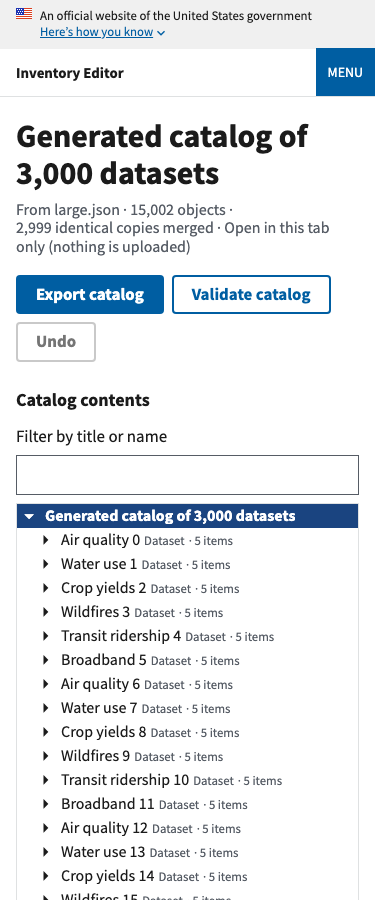 An official website of the United States government
Here's how you know
Inventory Editor
MENU
Generated catalog of
3,000 datasets
From large.json · 15,002 objects ·
2,999 identical copies merged · Open in this tab
only (nothing is uploaded)
Export catalog
Validate catalog
Undo
Catalog contents
Filter by title or name
Generated catalog of 3,000 datasets
Air quality 0 Dataset · 5 items
Water use 1 Dataset · 5 items
Crop yields 2 Dataset · 5 items
Wildfires 3 Dataset · 5 items
Transit ridership 4 Dataset · 5 items
Broadband 5 Dataset · 5 items
Air quality 6 Dataset · 5 items
Water use 7 Dataset · 5 items
Crop yields 8 Dataset · 5 items
Wildfires 9 Dataset · 5 items
Transit ridership 10 Dataset · 5 items
Broadband 11 Dataset · 5 items
Air quality 12 Dataset · 5 items
Water use 13 Dataset · 5 items
Crop yields 14 Dataset · 5 items
Wildfires 15 Dataset · 5 items